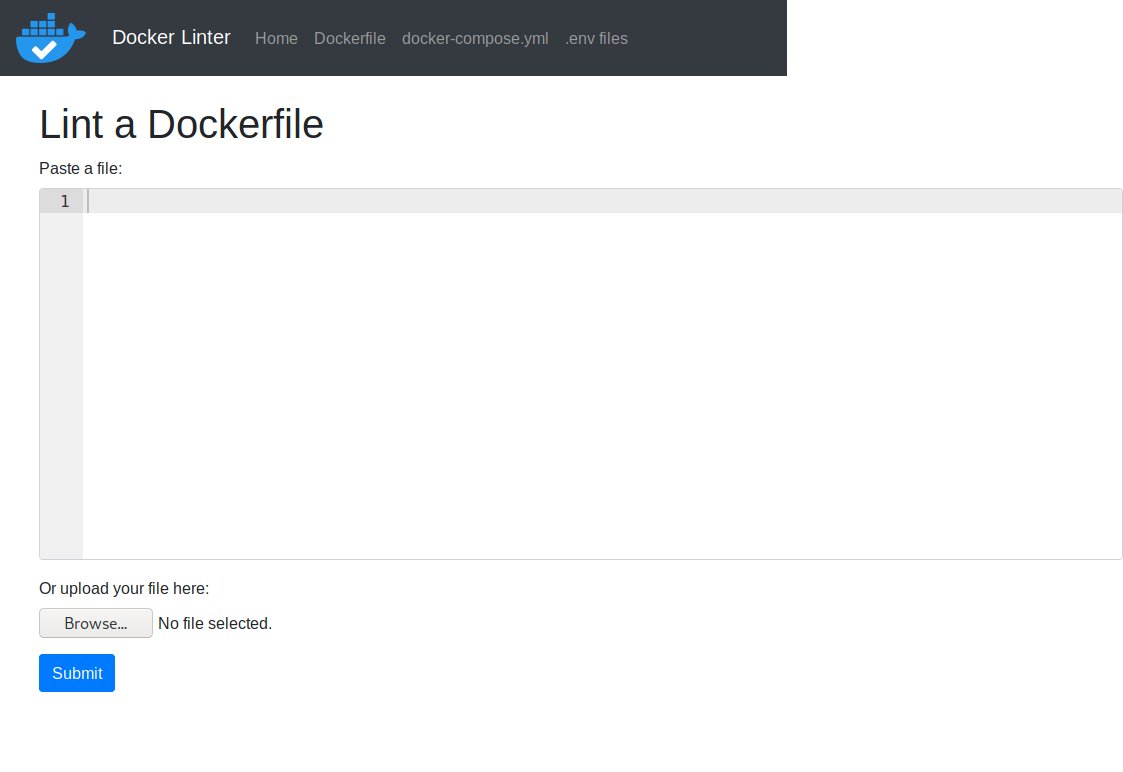 Docker Linter Home Dockerfile docker-compose.yml .env files
Lint a Dockerfile
Paste a file:
1
Or upload your file here:
Browse... No file selected.
Submit